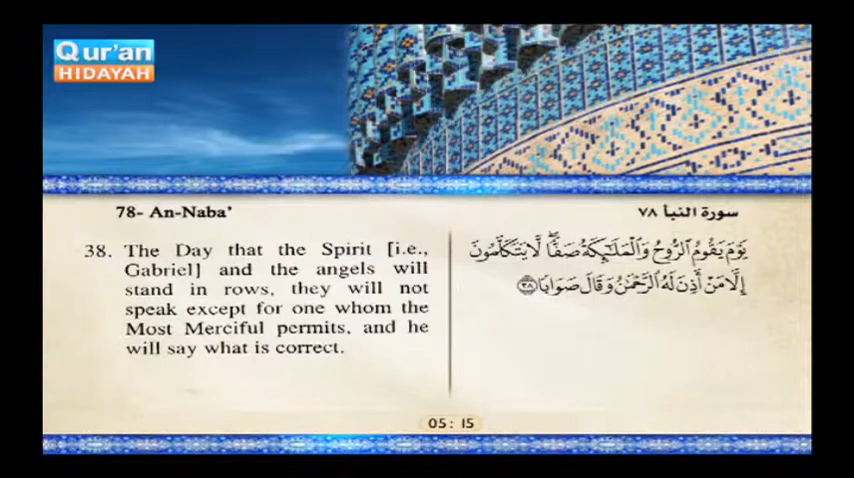 Qur'an
HIDAYAH
78- An-Naba'
سورة النبأ ٧٨
38. The Day that the Spirit [i.e.,
Gabriel] and the angels will
stand in rows, they will not
speak except for one whom the
Most Merciful permits, and he
will say what is correct.
يَوْمَ يَقُومُ ٱلرُّوحُ وَٱلْمَلَـٰٓئِكَةُ صَفًّا ۖ لَّا يَتَكَلَّمُونَ
إِلَّا مَنْ أَذِنَ لَهُ ٱلرَّحْمَـٰنُ وَقَالَ صَوَابًا ٣٨
05: 15